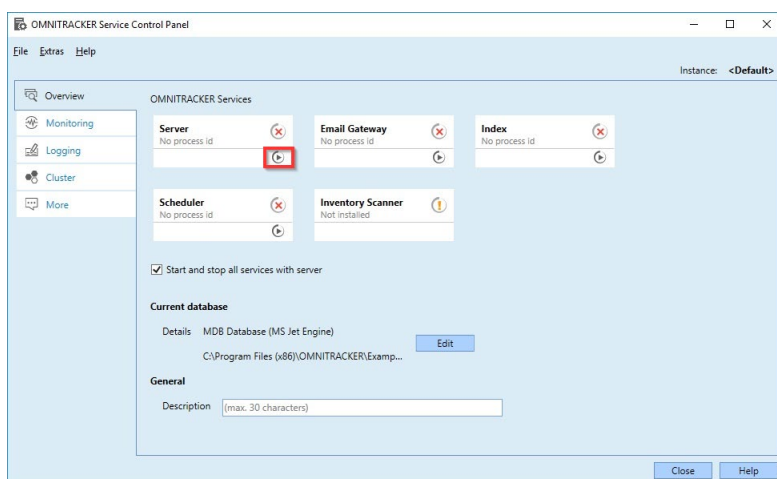 OMNITRACKER Service Control Panel
File Extras Help
Instance: <Default>
Overview
Monitoring
Logging
Cluster
More
OMNITRACKER Services
Server
No process id
Email Gateway
No process id
Index
No process id
Scheduler
No process id
Inventory Scanner
Not installed
Start and stop all services with server
Current database
Details MDB Database (MS Jet Engine)
Edit
C:\Program Files (x86)\OMNITRACKER\Examp...
General
Description (max. 30 characters)
Close Help